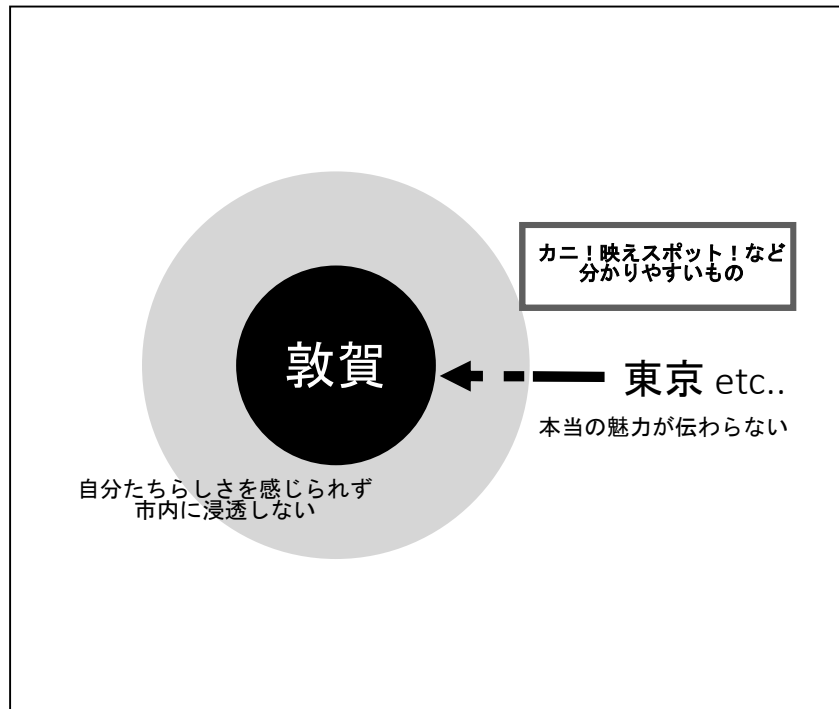 カニ！映えスポット！など
分かりやすいもの
敦賀
東京 etc..
本当の魅力が伝わらない
自分たちらしさを感じられず
市内に浸透しない